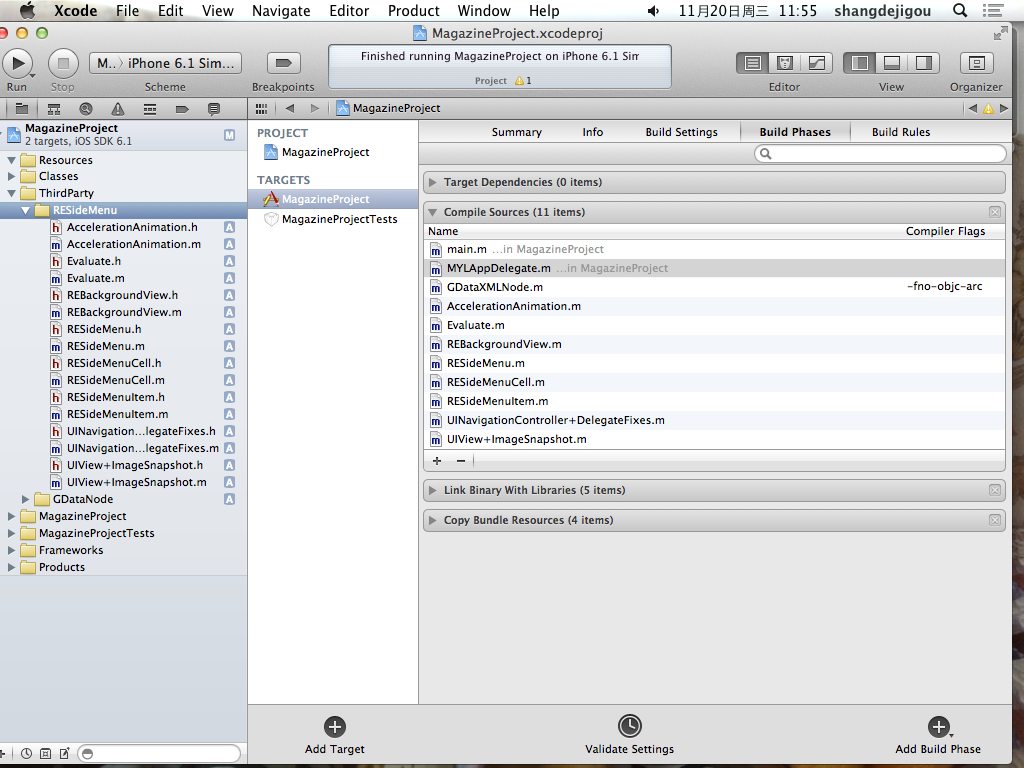 Xcode File Edit View Navigate Editor Product Window Help 11月20日周三 11:55 shangdejigou
MagazineProject.xcodeproj
M..〉iPhone 6.1 Sim...
Finished running MagazineProject on iPhone 6.1 Sir
Project 1
Run Stop Scheme Breakpoints Editor View Organizer
MagazineProject
MagazineProject M
2 targets, iOS SDK 6.1
Resources
Classes
ThirdParty
RESideMenu
AccelerationAnimation.h A
AccelerationAnimation.m A
Evaluate.h A
Evaluate.m A
REBackgroundView.h A
REBackgroundView.m A
RESideMenu.h A
RESideMenu.m A
RESideMenuCell.h A
RESideMenuCell.m A
RESideMenuItem.h A
RESideMenuItem.m A
UINavigation...legateFixes.h A
UINavigation...legateFixes.m A
UIView+ImageSnapshot.h A
UIView+ImageSnapshot.m A
GDataNode A
MagazineProject
MagazineProjectTests
Frameworks
Products
PROJECT
MagazineProject
TARGETS
MagazineProject
MagazineProjectTests
Summary Info Build Settings Build Phases Build Rules
Target Dependencies (0 items)
Compile Sources (11 items)
Name Compiler Flags
main.m ...in MagazineProject
MYLAppDelegate.m ...in MagazineProject
GDataXMLNode.m -fno-objc-arc
AccelerationAnimation.m
Evaluate.m
REBackgroundView.m
RESideMenu.m
RESideMenuCell.m
RESideMenuItem.m
UINavigationController+DelegateFixes.m
UIView+ImageSnapshot.m
Link Binary With Libraries (5 items)
Copy Bundle Resources (4 items)
Add Target Validate Settings Add Build Phase